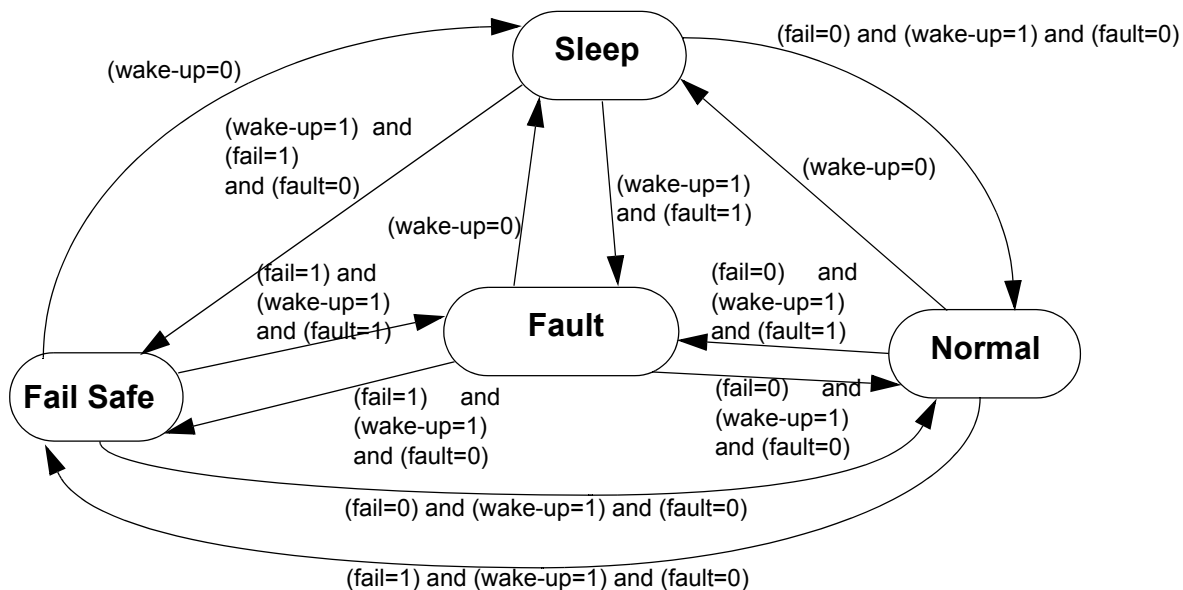 Sleep
(fail=0) and (wake-up=1) and (fault=0)
(wake-up=0)
(wake-up=1) and
(fail=1)
and (fault=0)
(wake-up=0)
(wake-up=1)
and (fault=1)
(wake-up=0)
(fail=1) and
(wake-up=1)
and (fault=1)
(fail=0) and
(wake-up=1)
and (fault=1)
Fault
Normal
Fail Safe
(fail=1) and
(wake-up=1)
and (fault=0)
(fail=0) and
(wake-up=1)
and (fault=0)
(fail=0) and (wake-up=1) and (fault=0)
(fail=1) and (wake-up=1) and (fault=0)